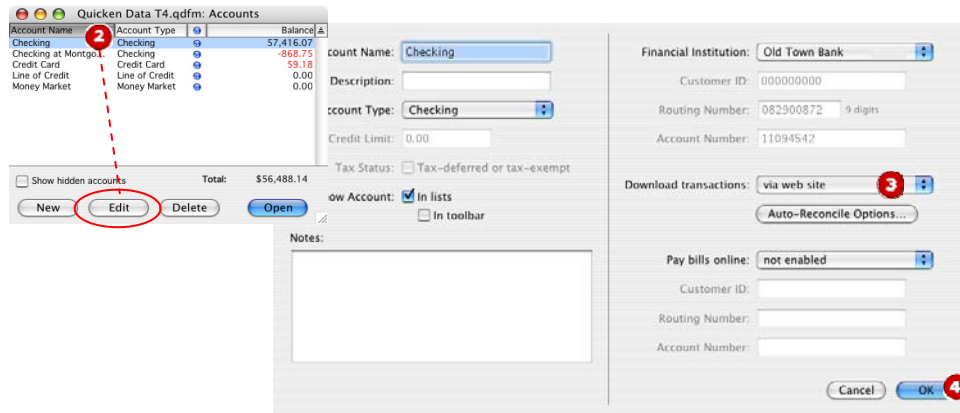 Quicken Data T4.qdfm: Accounts
Account Name Account Type Balance
Checking Checking 57,416.07
Checking at Montgo... Checking -868.75
Credit Card Credit Card 59.18
Line of Credit Line of Credit 0.00
Money Market Money Market 0.00
2
Show hidden accounts Total: $56,488.14
New Edit Delete Open
count Name: Checking
Description:
ccount Type: Checking
Credit Limit: 0.00
Tax Status: Tax-deferred or tax-exempt
ow Account: In lists
In toolbar
Notes:
Financial Institution: Old Town Bank
Customer ID: 000000000
Routing Number: 082900872 9 digits
Account Number: 11094542
Download transactions: via web site 3
Auto-Reconcile Options...
Pay bills online: not enabled
Customer ID:
Routing Number:
Account Number:
Cancel OK 4